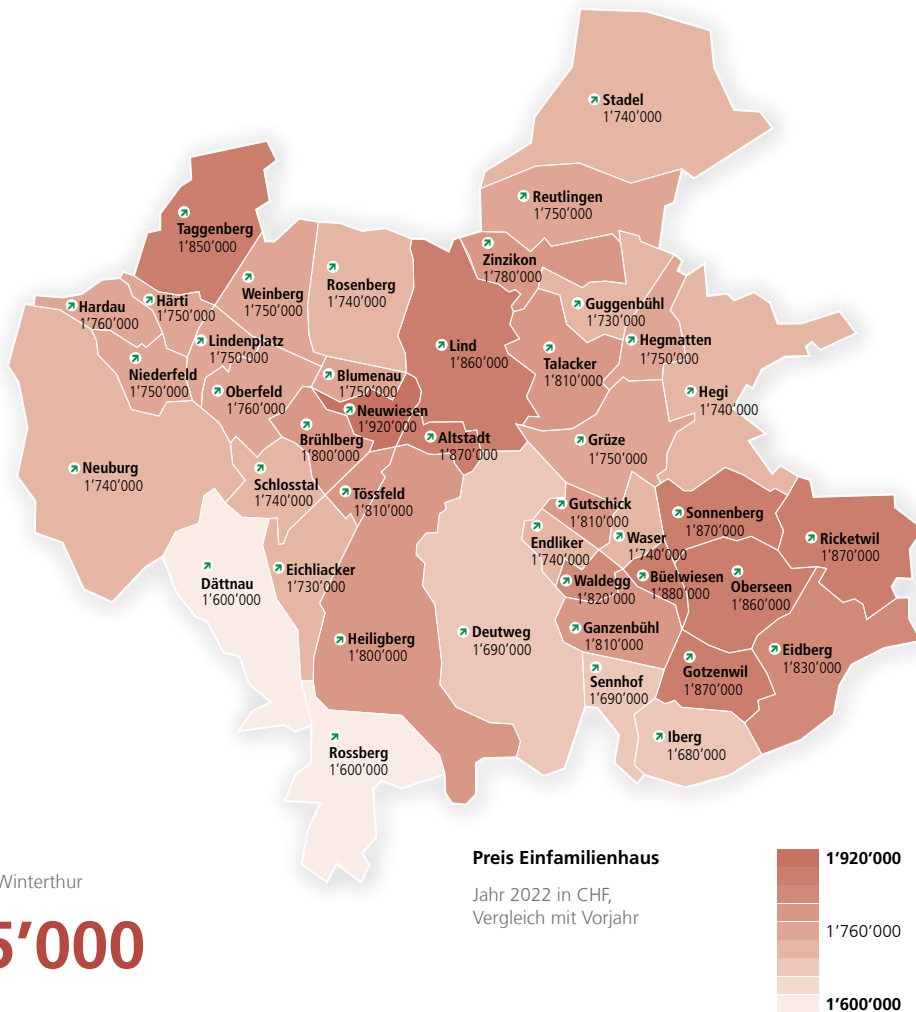 Stadel
1'740'000
Reutlingen
1'750'000
Taggenberg
1'850'000
Zinzikon
1'780'000
Weinberg
1'750'000
Rosenberg
1'740'000
Hardau
1'760'000
Härti
1'750'000
Guggenbühl
1'730'000
Lindenplatz
1'750'000
Lind
1'860'000
Hegmatten
1'750'000
Talacker
1'810'000
Niederfeld
1'750'000
Blumenau
1'750'000
Oberfeld
1'760'000
Hegi
1'740'000
Neuwiesen
1'920'000
Brühlberg
1'800'000
Altstadt
1'870'000
Grüze
1'750'000
Neuburg
1'740'000
Schlosstal
1'740'000
Tössfeld
1'810'000
Gutschick
1'810'000
Sonnenberg
1'870'000
Endliker
1'740'000
Waser
1'740'000
Ricketwil
1'870'000
Dättnau
1'600'000
Eichliacker
1'730'000
Waldegg
1'820'000
Büelwiesen
1'880'000
Oberseen
1'860'000
Heiligberg
1'800'000
Deutweg
1'690'000
Ganzenbühl
1'810'000
Eidberg
1'830'000
Sennhof
1'690'000
Gotzenwil
1'870'000
Rossberg
1'600'000
Iberg
1'680'000
Winterthur
5'000
Preis Einfamilienhaus
Jahr 2022 in CHF,
Vergleich mit Vorjahr
1'920'000
1'760'000
1'600'000